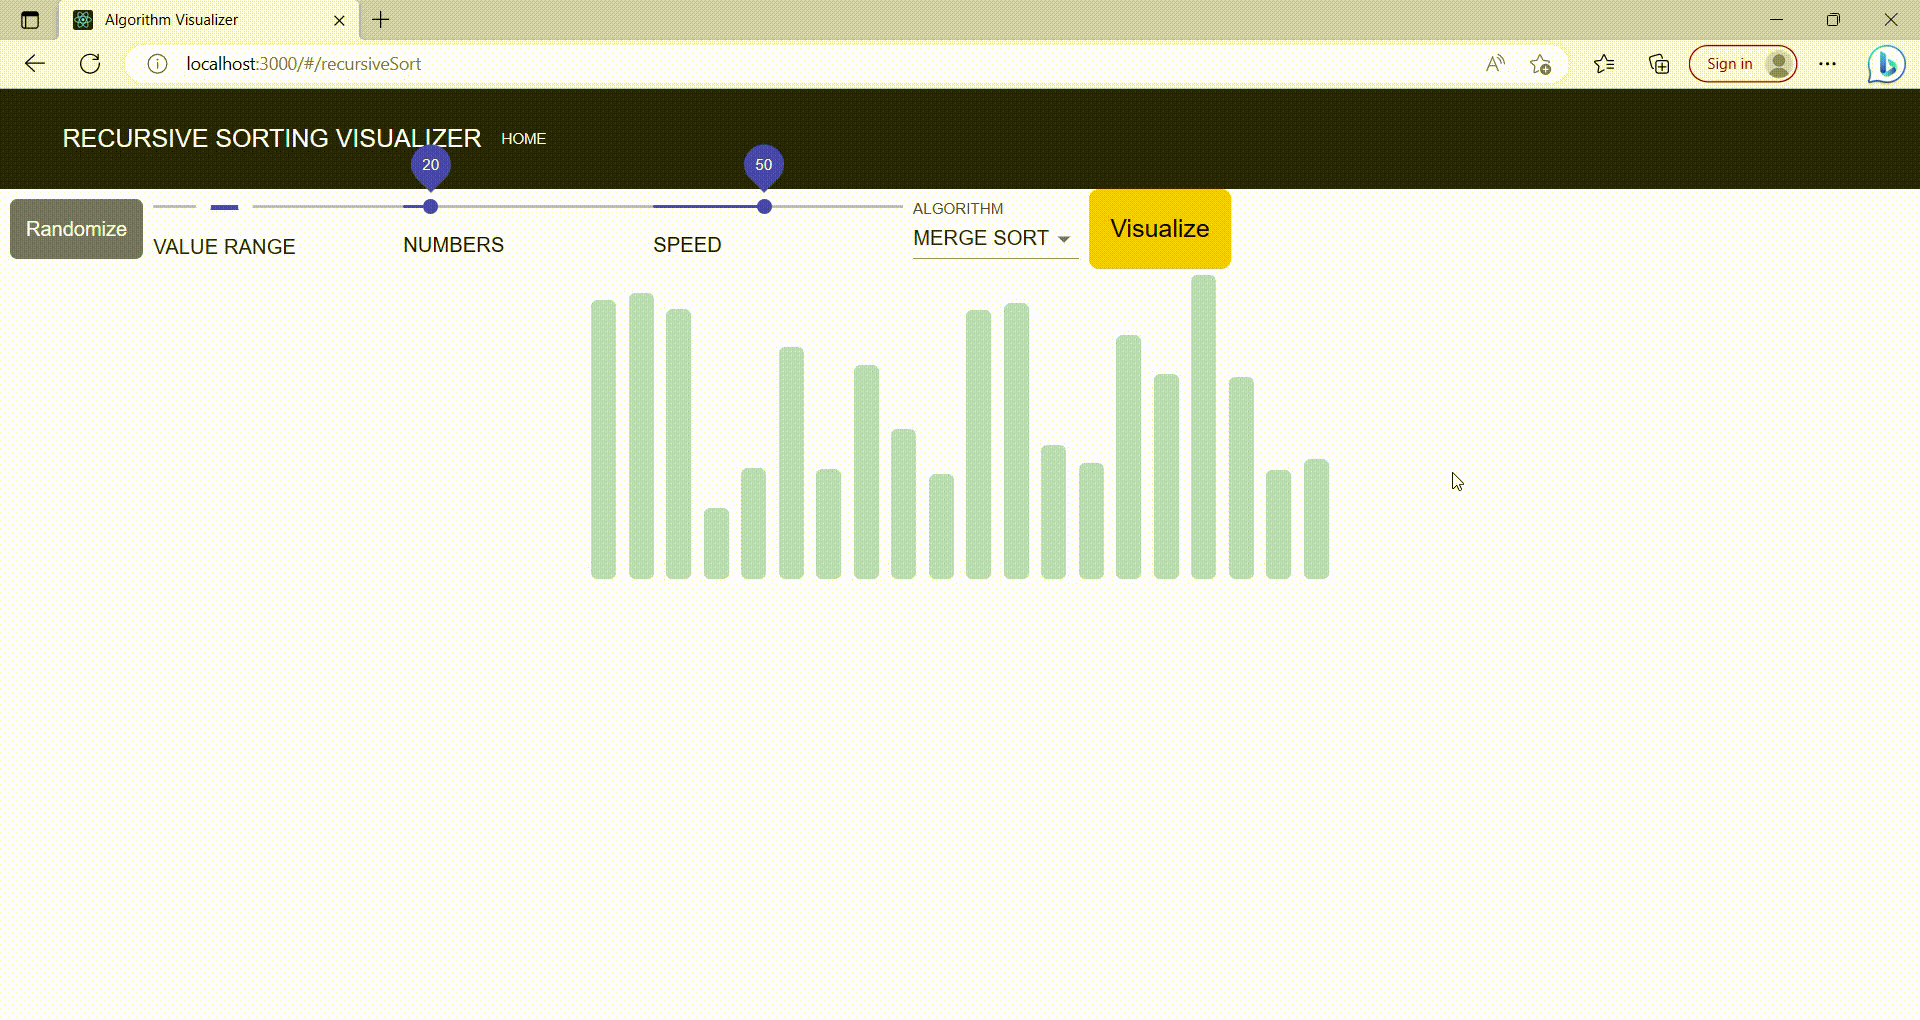 Algorithm Visualizer
localhost:3000/#/recursiveSort
Sign in
RECURSIVE SORTING VISUALIZER HOME
20 50
Randomize
VALUE RANGE
NUMBERS
SPEED
ALGORITHM
MERGE SORT
Visualize